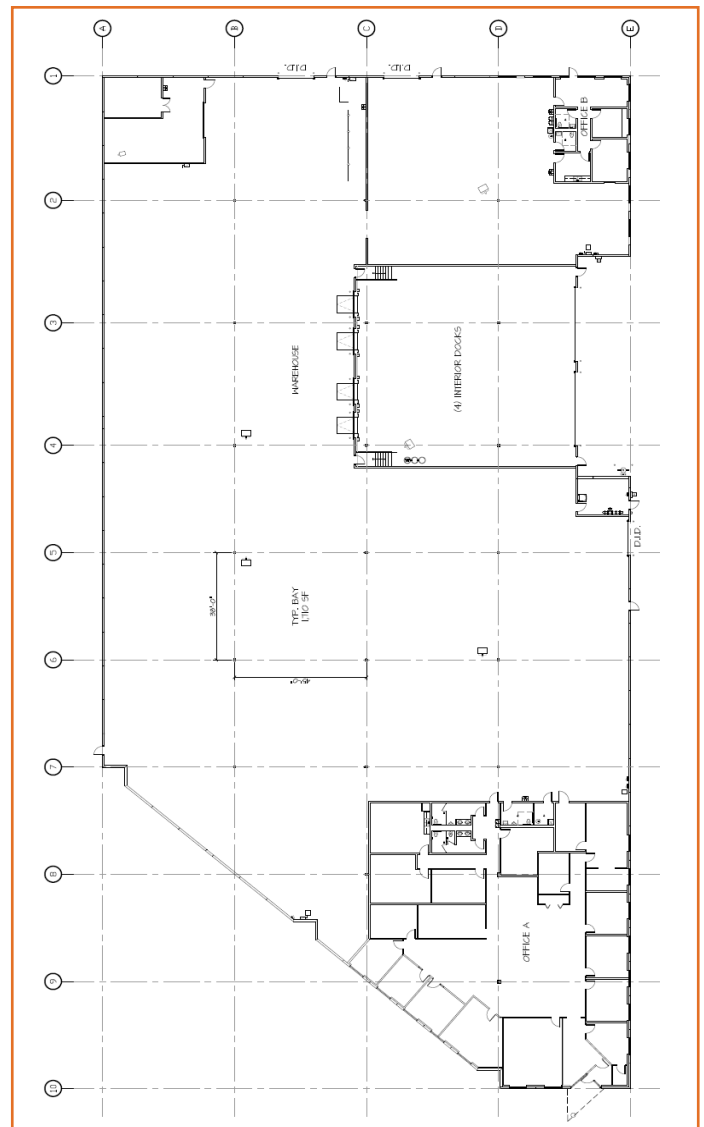 A
B
C
D
E
1
2
3
4
5
6
7
8
9
10
D.I.D.
D.I.D.
OFFICE B
WAREHOUSE
(4) INTERIOR DOCKS
D.I.D.
38'-0"
TYP. BAY
1,710 SF
45'-0"
OFFICE A